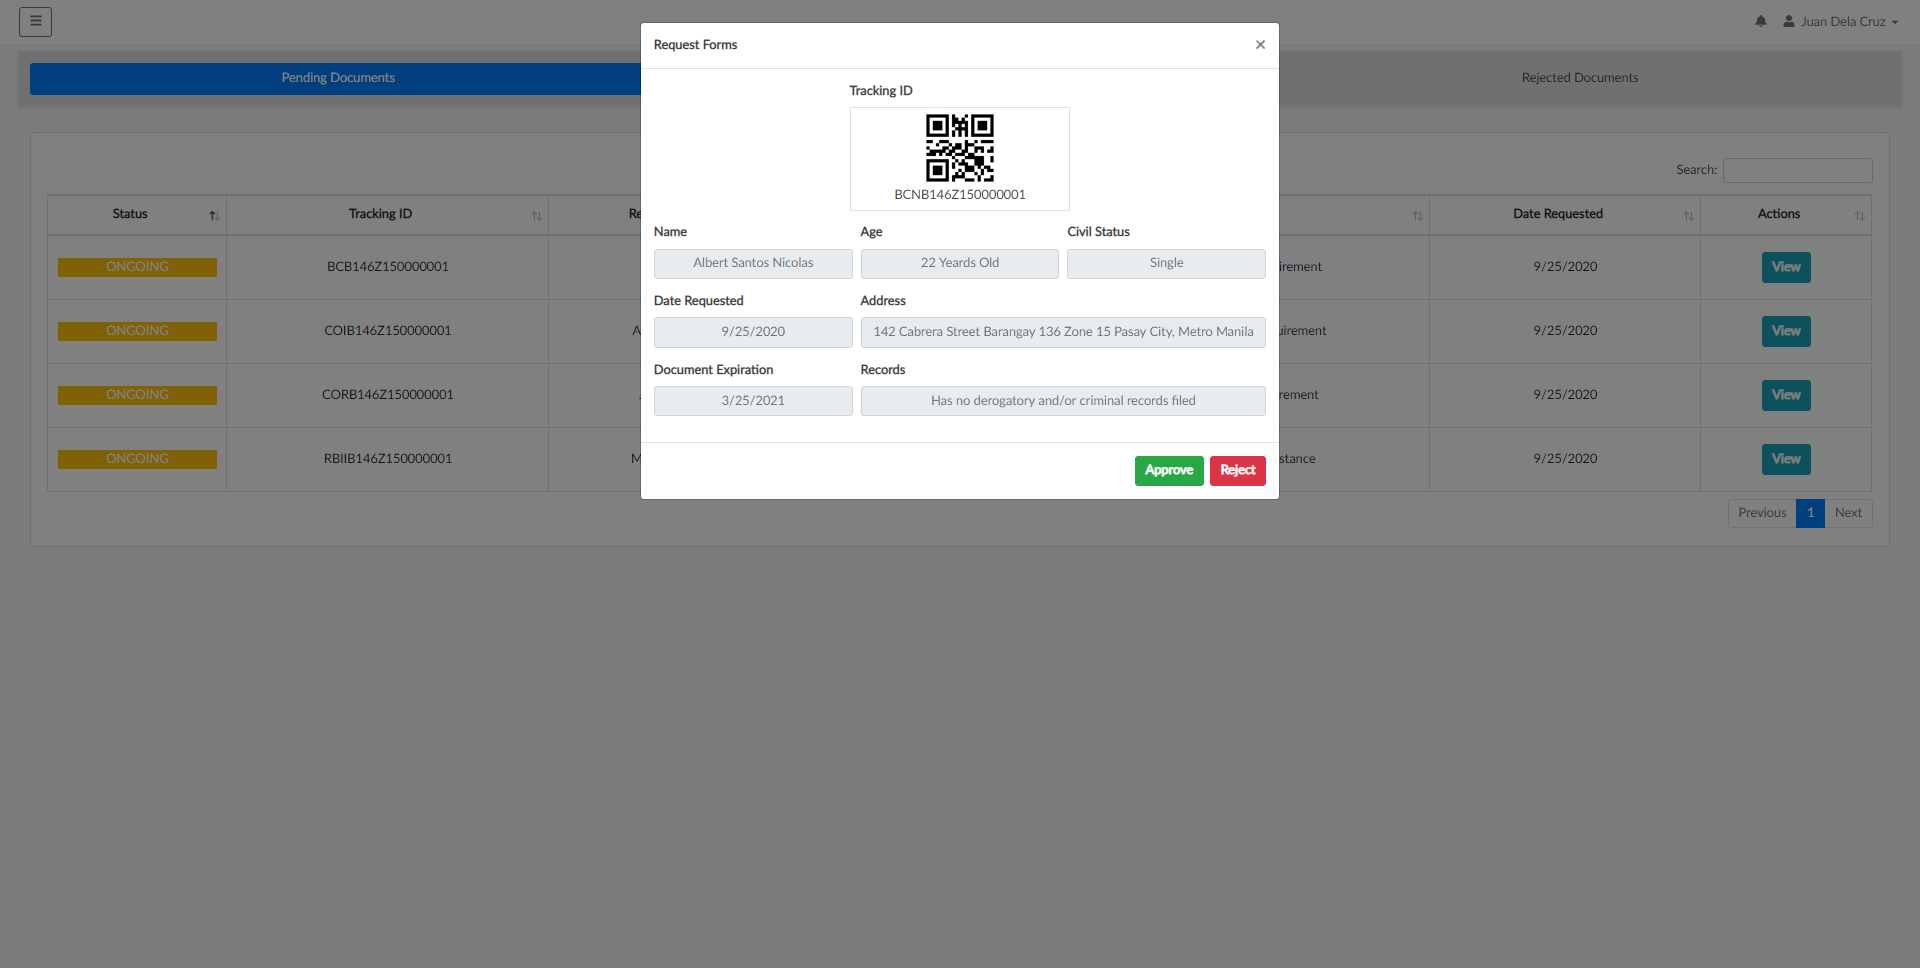 Juan Dela Cruz
Pending Documents
Rejected Documents
Request Forms
×
Tracking ID
BCNB146Z150000001
Name Age Civil Status
Albert Santos Nicolas 22 Yeards Old Single
Date Requested Address
9/25/2020 142 Cabrera Street Barangay 136 Zone 15 Pasay City, Metro Manila
Document Expiration Records
3/25/2021 Has no derogatory and/or criminal records filed
Approve Reject
Search:
Status Tracking ID Re Date Requested Actions
ONGOING BCB146Z150000001 irement 9/25/2020 View
ONGOING COIB146Z150000001 A uirement 9/25/2020 View
ONGOING CORB146Z150000001 rement 9/25/2020 View
ONGOING RBIIB146Z150000001 M stance 9/25/2020 View
Previous 1 Next